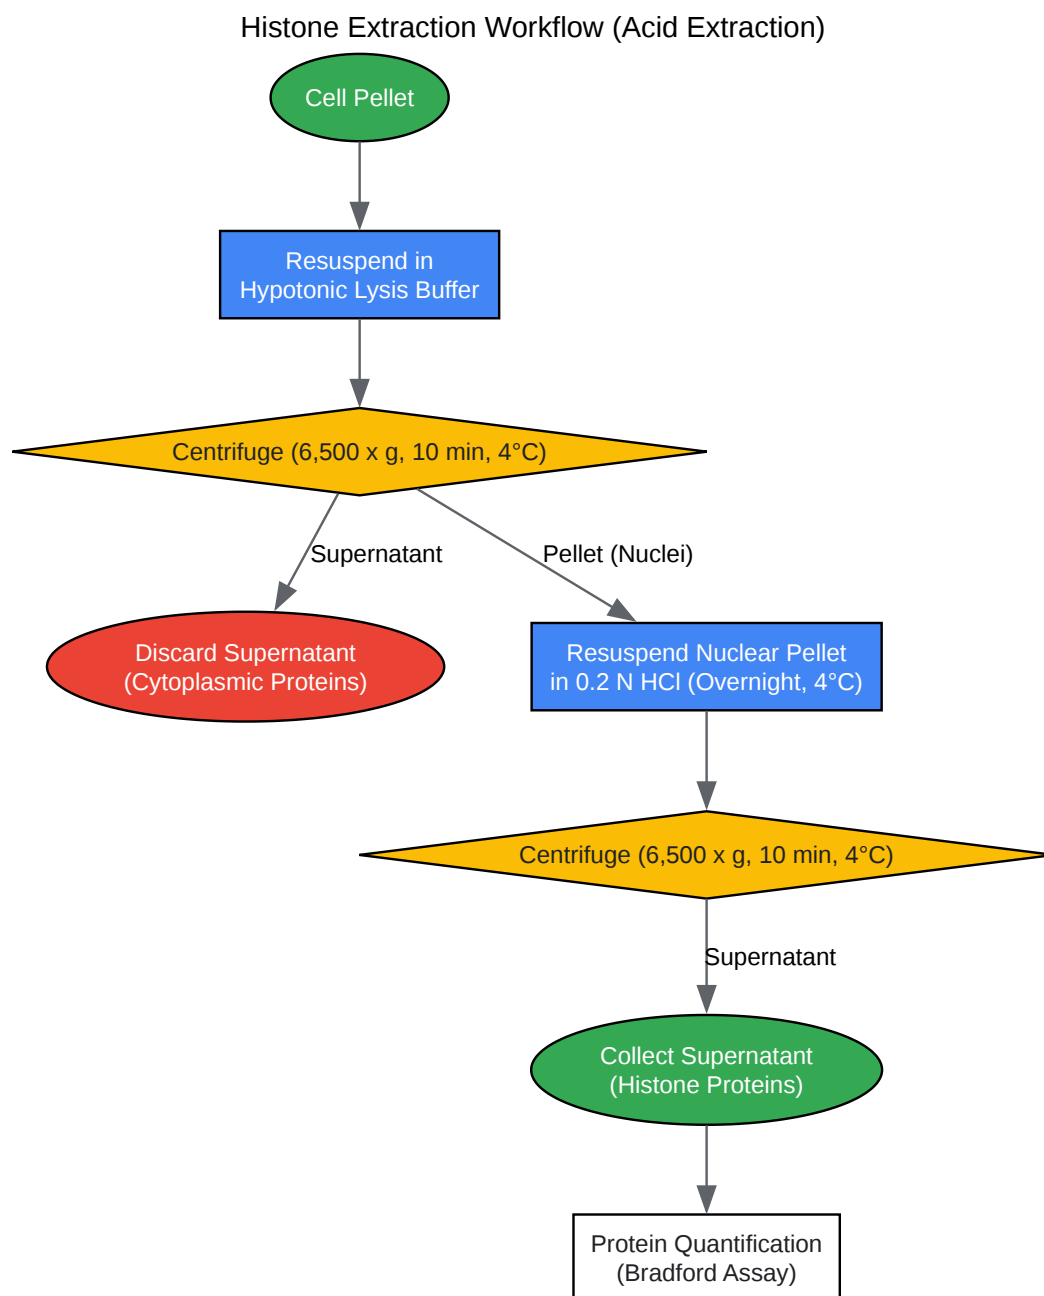 Histone Extraction Workflow (Acid Extraction)
Cell Pellet
Resuspend in
Hypotonic Lysis Buffer
Centrifuge (6,500 x g, 10 min, 4°C)
Supernatant
Pellet (Nuclei)
Discard Supernatant
(Cytoplasmic Proteins)
Resuspend Nuclear Pellet
in 0.2 N HCl (Overnight, 4°C)
Centrifuge (6,500 x g, 10 min, 4°C)
Supernatant
Collect Supernatant
(Histone Proteins)
Protein Quantification
(Bradford Assay)